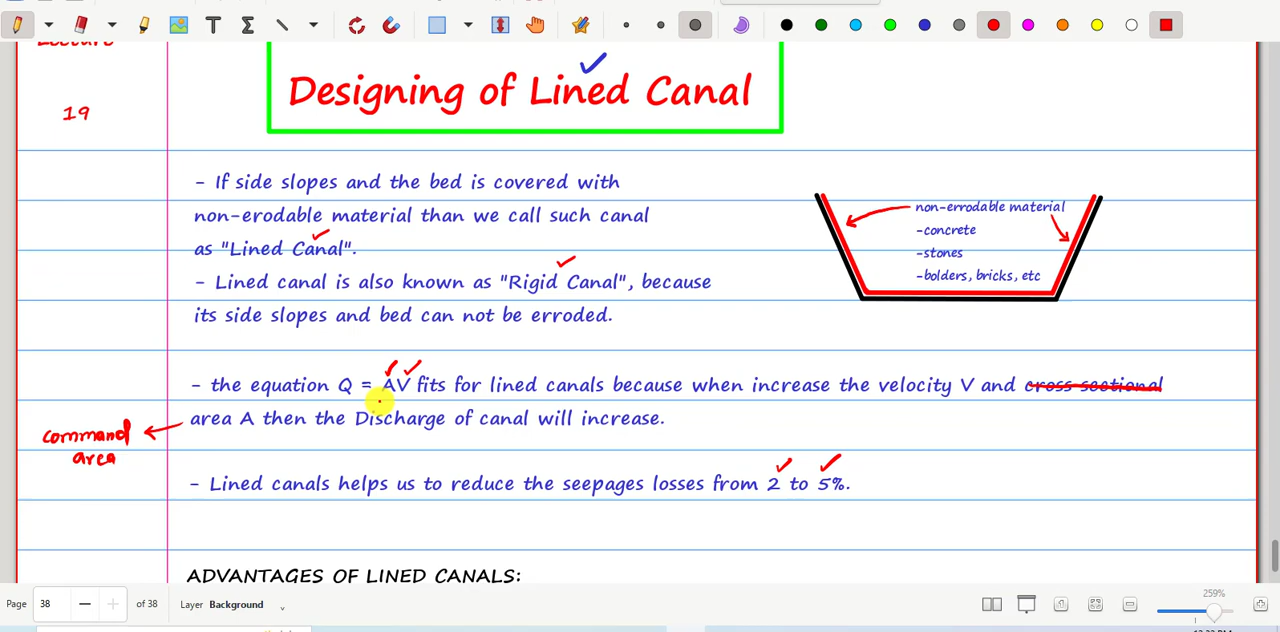 Lecture
19
Designing of Lined Canal
- If side slopes and the bed is covered with
non-erodable material than we call such canal
as "Lined Canal".
- Lined canal is also known as "Rigid Canal", because
its side slopes and bed can not be erroded.
non-errodable material
-concrete
-stones
-bolders, bricks, etc
- the equation Q = AV fits for lined canals because when increase the velocity V and cross-sectional
area A then the Discharge of canal will increase.
command
area
- Lined canals helps us to reduce the seepages losses from 2 to 5%.
ADVANTAGES OF LINED CANALS:
Page 38 of 38 Layer Background 259%